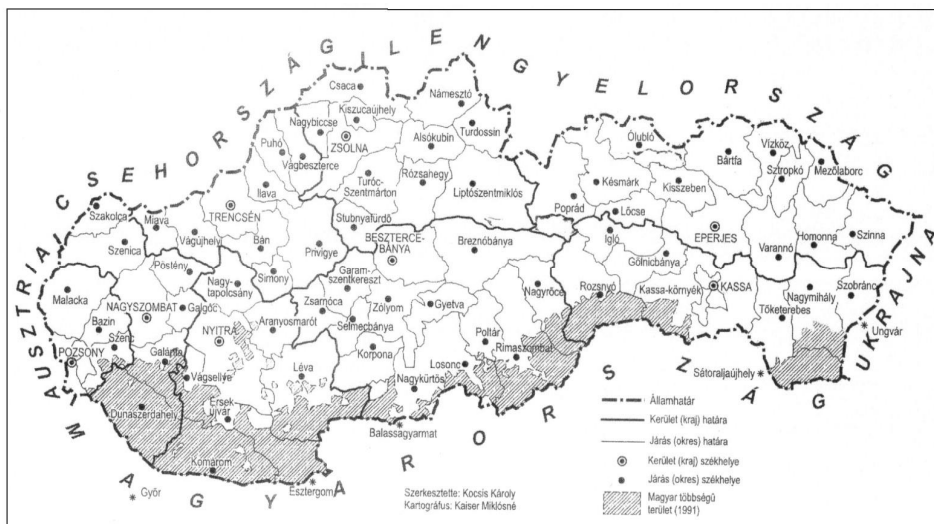 CSEHORSZÁG
LENGYELORSZÁG
AUSZTRIA
UKRAJNA
MAGYARORSZÁG
Csaca
Kiszucaújhely
Námesztó
Nagybiccse
ZSOLNA
Alsókubin
Turdossin
Puhó
Vágbeszterce
Ólubló
Bártfa
Vízköz
Mezőlaborc
Sztropkó
Ilava
Turóc-
Szentmárton
Rózsahegy
Liptószentmiklós
Késmárk
Kisszeben
Poprád
Lőcse
Szakolca
Miava
TRENCSÉN
Stubnyafürdő
BESZTERCE-
BÁNYA
Breznóbánya
Igló
EPERJES
Varannó
Homonna
Szinna
Szenica
Vágújhely
Bán
Privigye
Gölnicbánya
Pöstény
Simony
Garam-
szentkereszt
Nagy-
tapolcsány
Malacka
NAGYSZOMBAT
Galgóc
Zsarnóca
Zólyom
Gyetva
Nagyrőce
Rozsnyó
Kassa-környék
KASSA
Nagymihály
Szobránc
Bazin
NYITRA
Aranyosmarót
Selmecbánya
Tőketerebes
Ungvár
Szenc
POZSONY
Galánta
Korpona
Poltár
Rimaszombat
Vágsellye
Léva
Losonc
Sátoraljaújhely
Dunaszerdahely
Érsek
újvár
Nagykürtös
Balassagyarmat
Komárom
Győr
Esztergom
Szerkesztette: Kocsis Károly
Kartográfus: Kaiser Miklósné
Államhatár
Kerület (kraj) határa
Járás (okres) határa
Kerület (kraj) székhelye
Járás (okres) székhelye
Magyar többségű
terület (1991)